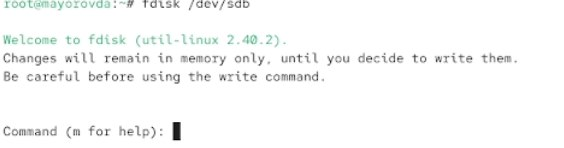 root@mayorovda:~# fdisk /dev/sdb
Welcome to fdisk (util-linux 2.40.2).
Changes will remain in memory only, until you decide to write them.
Be careful before using the write command.
Command (m for help):